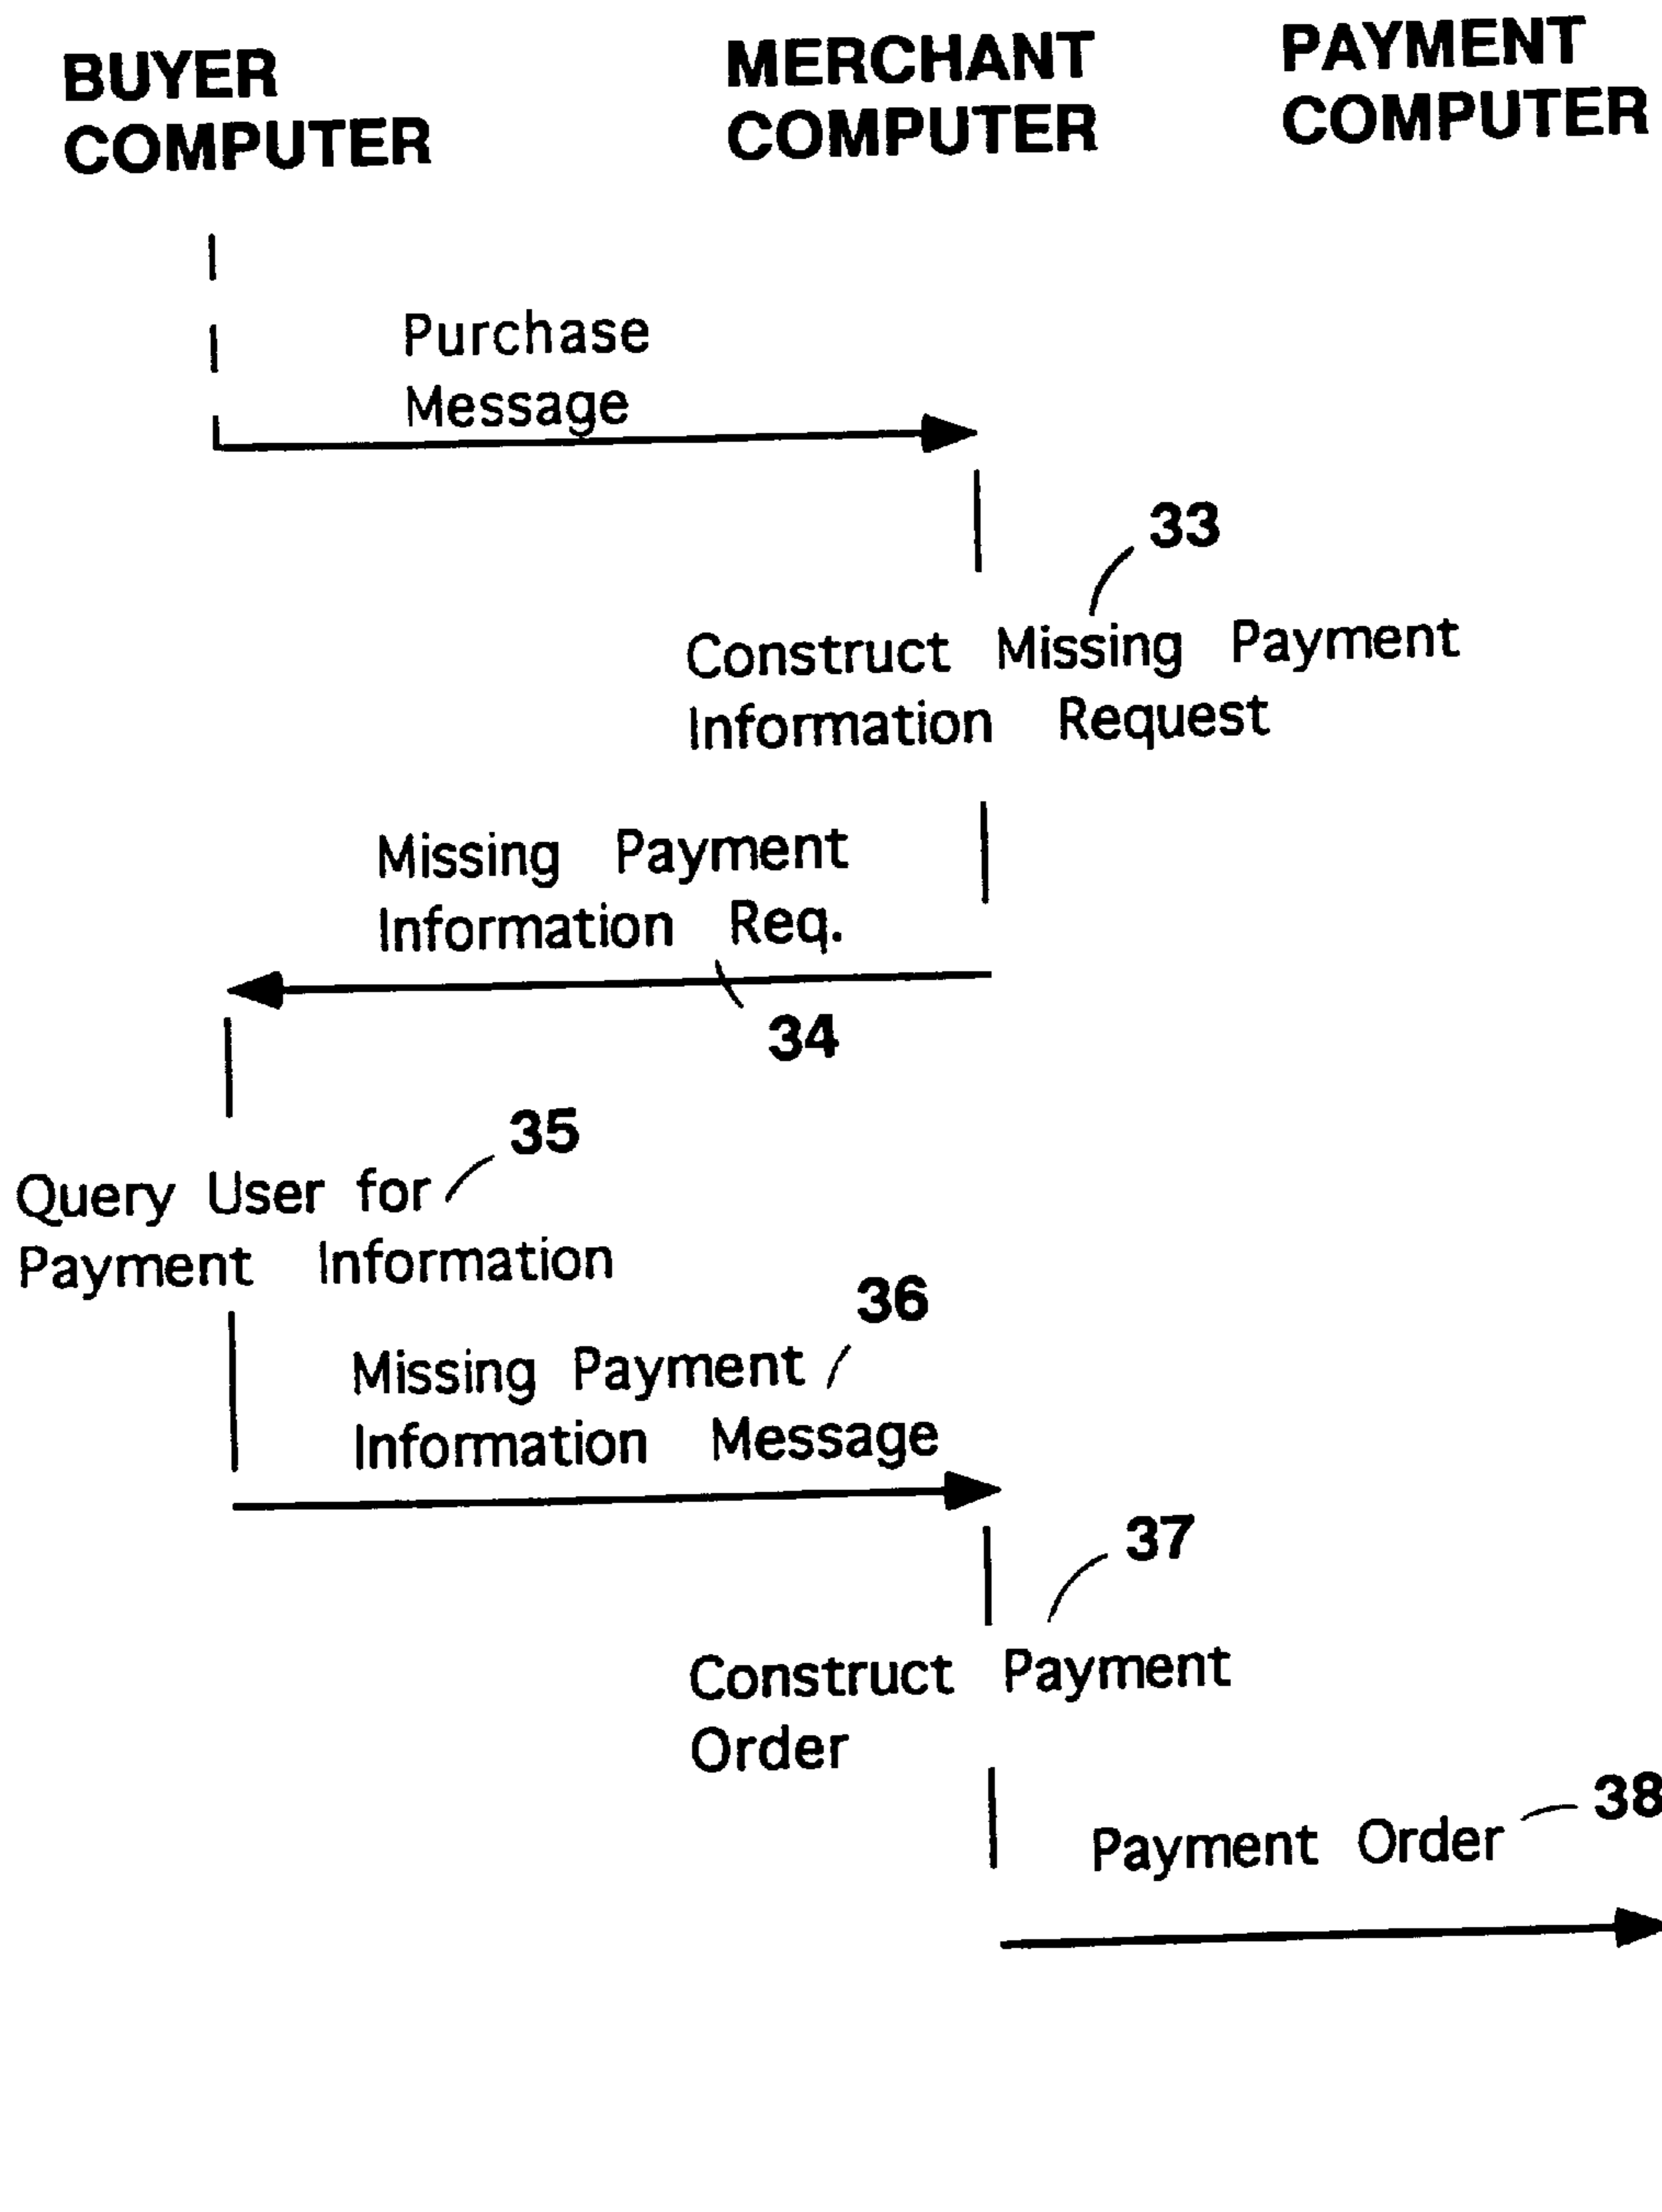 BUYER
COMPUTER
MERCHANT
COMPUTER
PAYMENT
COMPUTER
Purchase
Message
33
Construct Missing Payment
Information Request
Missing Payment
Information Req.
34
35
Query User for
Payment Information
36
Missing Payment
Information Message
37
Construct Payment
Order
38
Payment Order